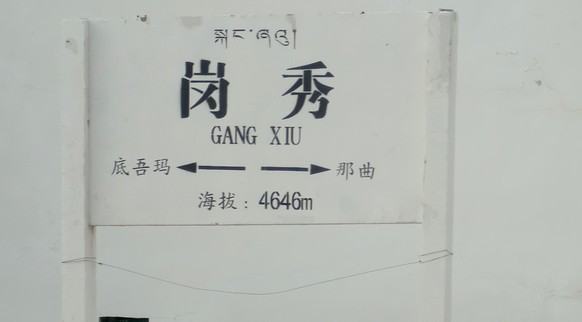 སྐང་ཞིའུ།
岗 秀
GANG XIU
底吾玛 ← → 那曲
海拔：4646m